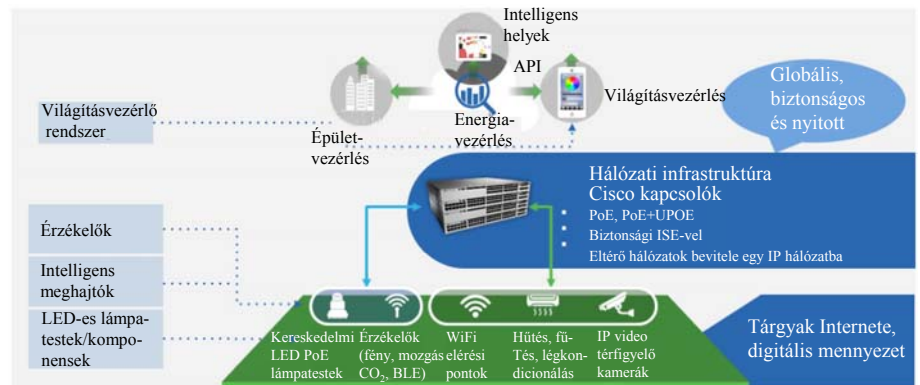 Intelligens
helyek
API
Világításvezérlő
rendszer
Épület-
vezérlés
Energia-
vezérlés
Világításvezérlés
Globális,
biztonságos
és nyitott
Hálózati infrastruktúra
Cisco kapcsolók
PoE, PoE+UPOE
Biztonsági ISE-vel
Eltérő hálózatok bevitele egy IP hálózatba
Érzékelők
Intelligens
meghajtók
LED-es lámpa-
testek/kompo-
nensek
Kereskedelmi
LED PoE
lámpatestek
Érzékelők
(fény, mozgás
CO₂, BLE)
WiFi
elérési
pontok
Hűtés, fű-
Tés, légkon-
dicionálás
IP video
térfigyelő
kamerák
Tárgyak Internete,
digitális mennyezet